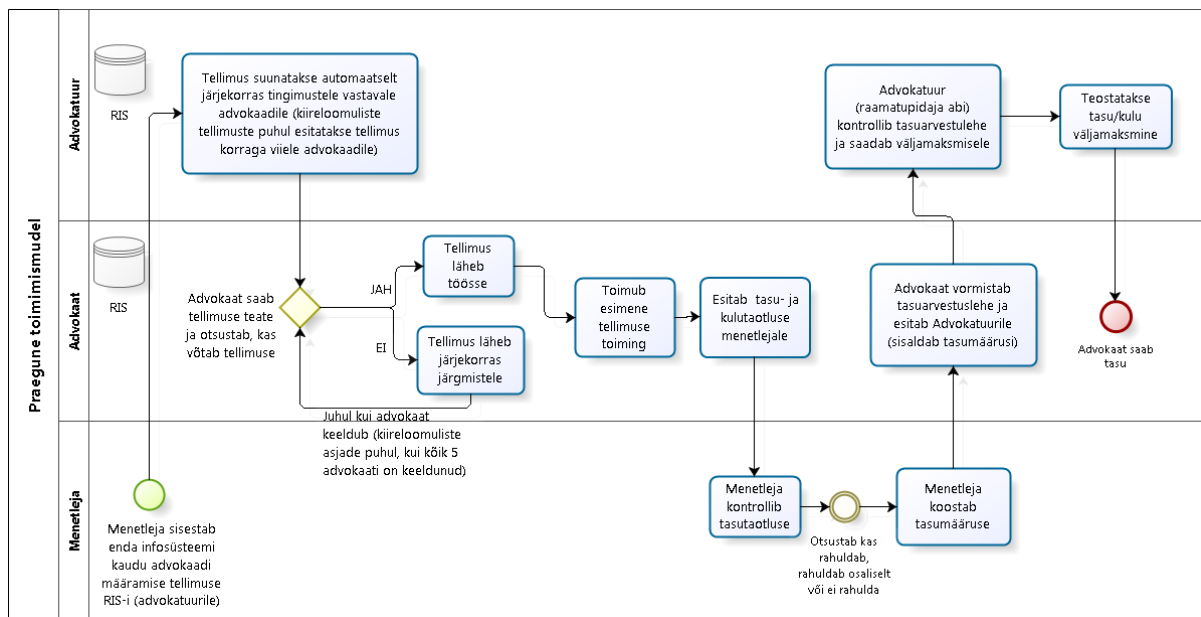 Praegune toinimismudel
Advokatuur
RIS
Tellimus suunatakse automaatselt
järjekorras tingimustele vastavale
advokaadile (kiireloomuliste
tellimuste puhul esitatakse tellimus
korraga viiele advokaadile)
Advokatuur
(raamatupidaja abi)
kontrollib tasuarvestulehe
ja saadab väljamaksmisele
Teostatakse
tasu/kulu
väljamaksmine
Advokaat
RIS
Advokaat saab
tellimuse teate
ja otsustab, kas
võtab tellimuse
JAH
EI
Tellimus
läheb
töösse
Tellimus läheb
järjekorras
järgmistele
Juhul kui advokaat
keeldub (kiireloomuliste
asjade puhul, kui kõik 5
advokaati on keeldunud)
Toimub
esimene
tellimuse
toiming
Esitab tasu- ja
kulutaotluse
menetlejale
Advokaat vormistab
tasuarvestuslehe ja
esitab Advokatuurile
(sisaldab tasumäärusi)
Advokaat saab
tasu
Menetleja
Menetleja sisestab
enda infosüsteemi
kaudu advokaadi
määramise tellimuse
RIS-i (advokatuurile)
Menetleja
kontrollib
tasutaotluse
Otsustab kas
rahuldab,
rahuldab osaliselt
või ei rahulda
Menetleja
koostab
tasumääruse